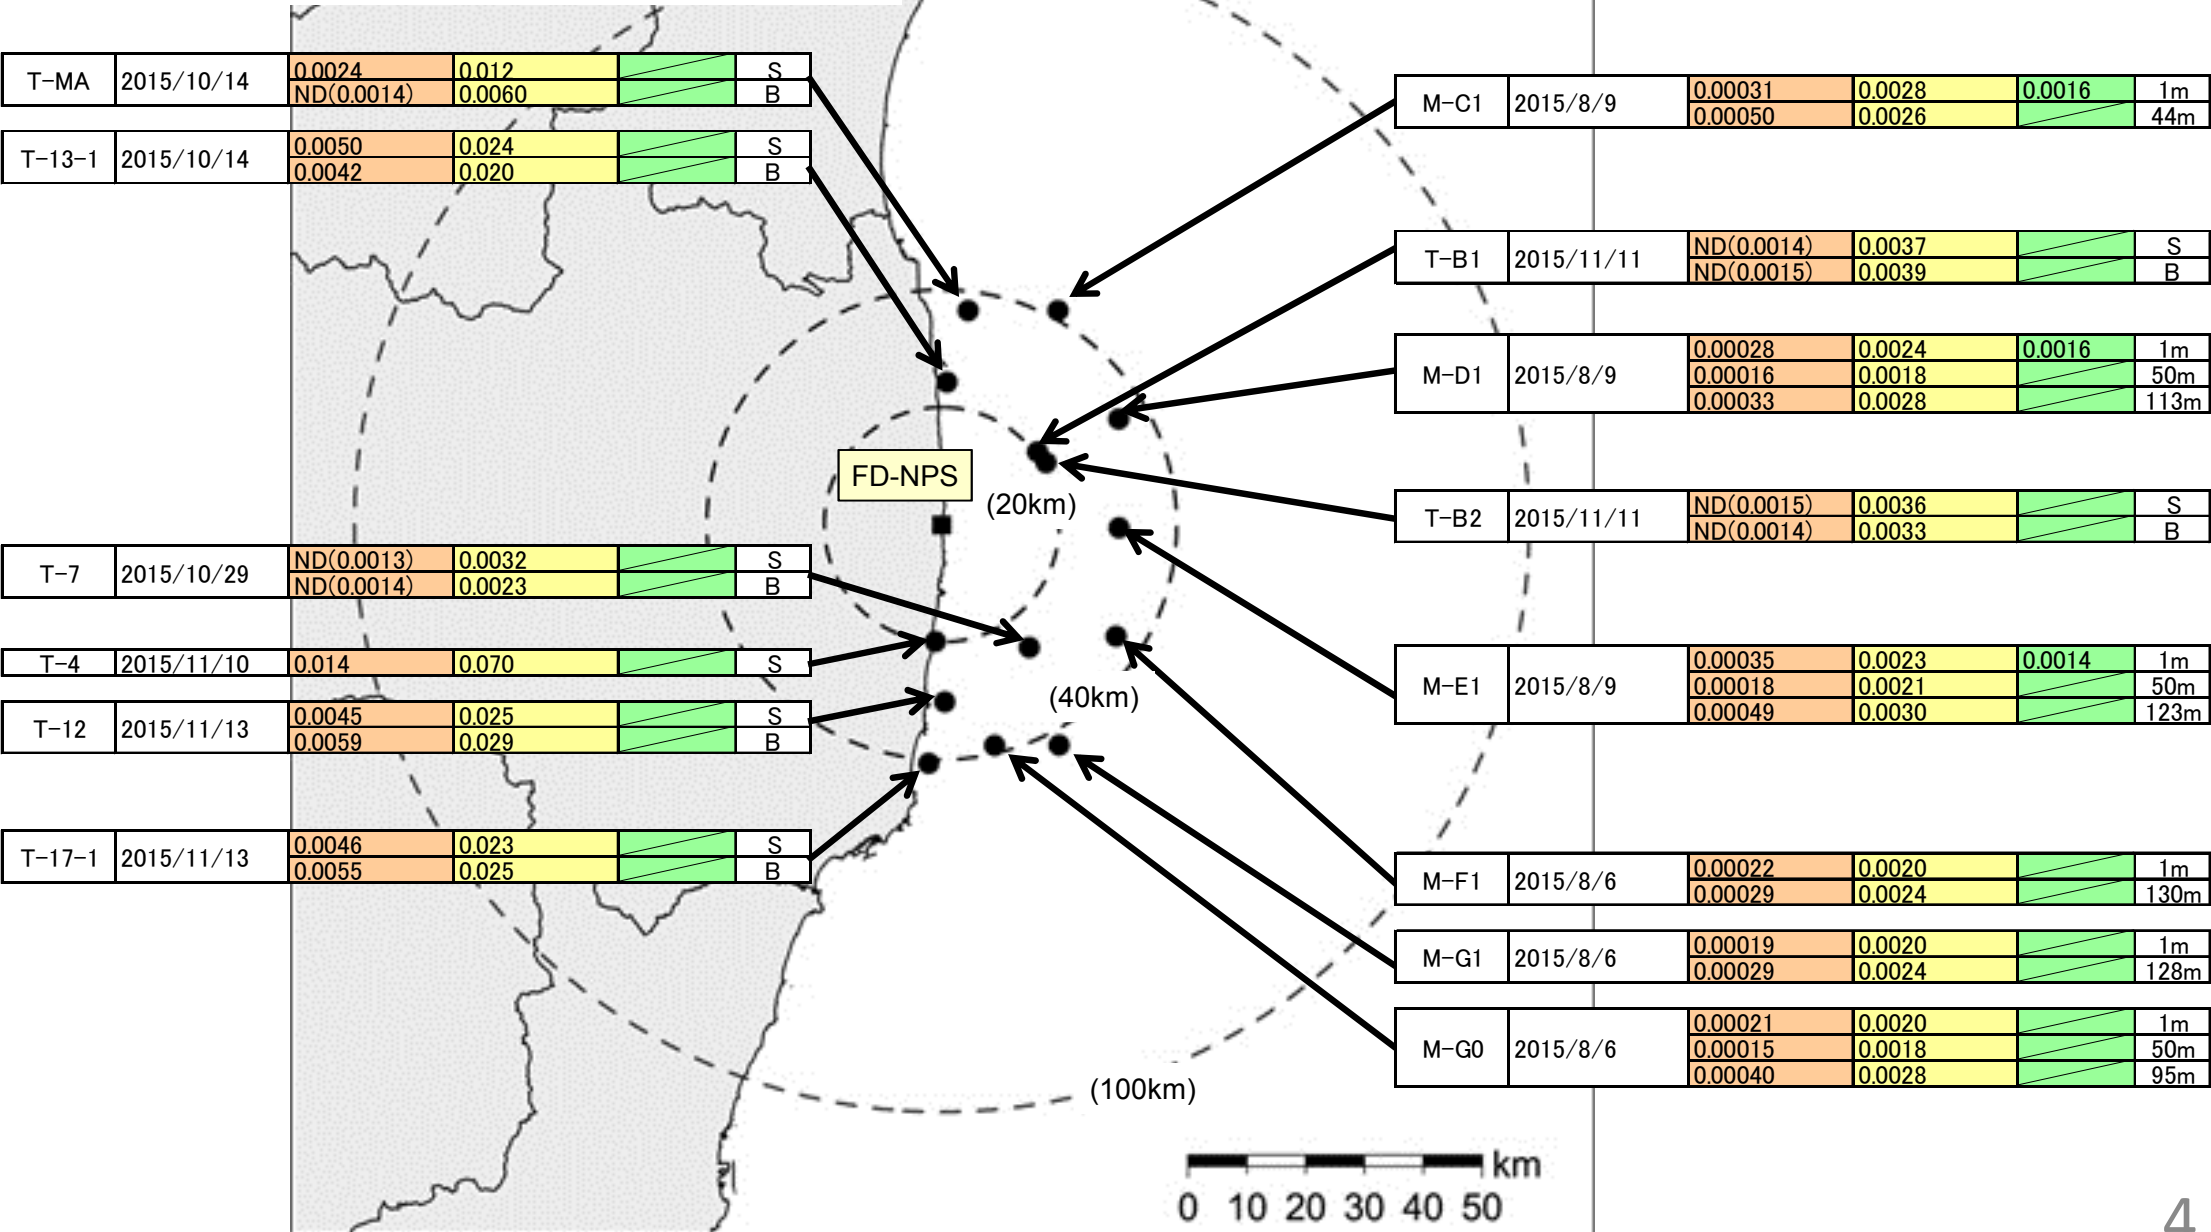 T-MA 2015/10/14 0.0024 0.012 S
ND(0.0014) 0.0060 B
T-13-1 2015/10/14 0.0050 0.024 S
0.0042 0.020 B
T-7 2015/10/29 ND(0.0013) 0.0032 S
ND(0.0014) 0.0023 B
T-4 2015/11/10 0.014 0.070 S
T-12 2015/11/13 0.0045 0.025 S
0.0059 0.029 B
T-17-1 2015/11/13 0.0046 0.023 S
0.0055 0.025 B
FD-NPS
(20km)
(40km)
(100km)
M-C1 2015/8/9 0.00031 0.0028 0.0016 1m
0.00050 0.0026 44m
T-B1 2015/11/11 ND(0.0014) 0.0037 S
ND(0.0015) 0.0039 B
M-D1 2015/8/9 0.00028 0.0024 0.0016 1m
0.00016 0.0018 50m
0.00033 0.0028 113m
T-B2 2015/11/11 ND(0.0015) 0.0036 S
ND(0.0014) 0.0033 B
M-E1 2015/8/9 0.00035 0.0023 0.0014 1m
0.00018 0.0021 50m
0.00049 0.0030 123m
M-F1 2015/8/6 0.00022 0.0020 1m
0.00029 0.0024 130m
M-G1 2015/8/6 0.00019 0.0020 1m
0.00029 0.0024 128m
M-G0 2015/8/6 0.00021 0.0020 1m
0.00015 0.0018 50m
0.00040 0.0028 95m
km
0 10 20 30 40 50
4